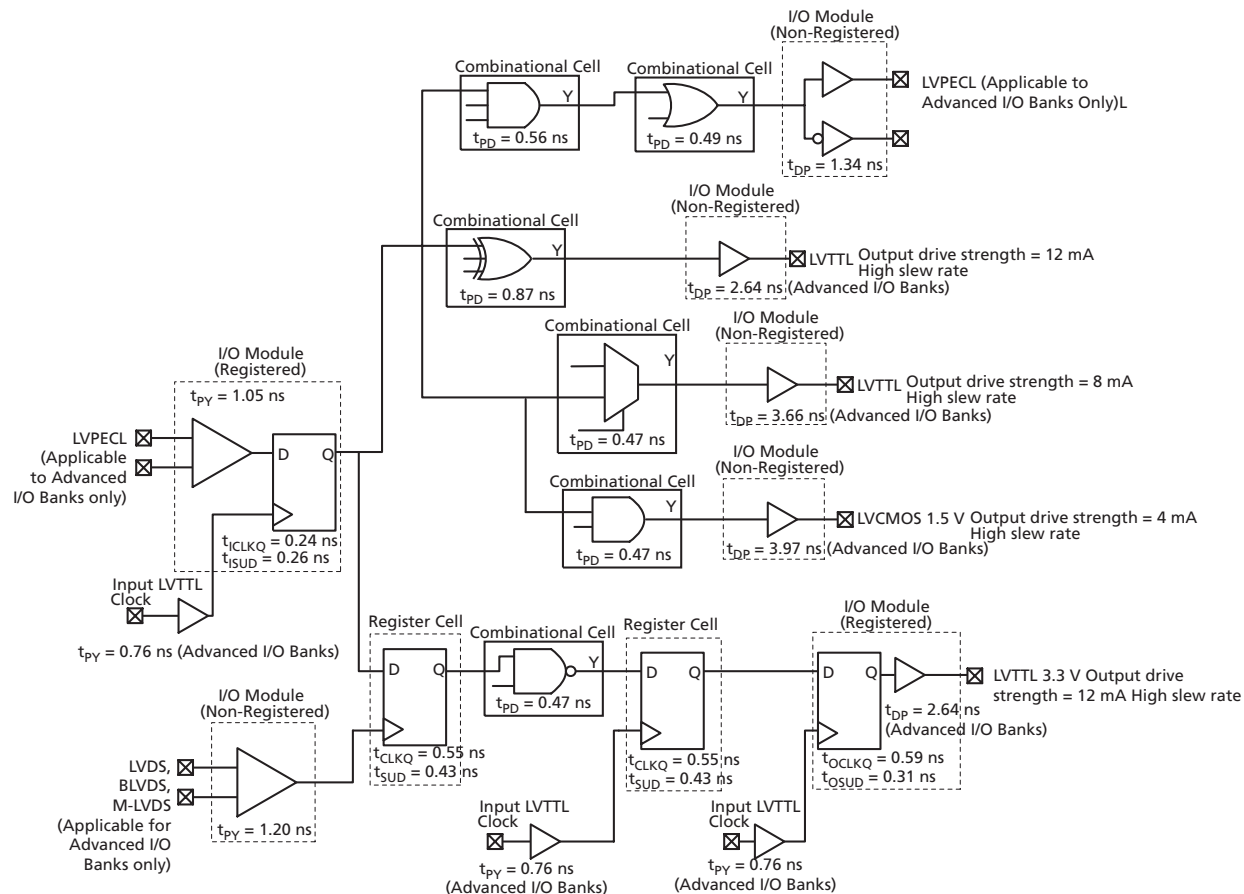 I/O Module
(Non-Registered)
Combinational Cell
Y
tPD = 0.56 ns
Combinational Cell
Y
tPD = 0.49 ns
tDP = 1.34 ns
LVPECL (Applicable to
Advanced I/O Banks Only)L
Combinational Cell
Y
tPD = 0.87 ns
I/O Module
(Non-Registered)
tDP = 2.64 ns (Advanced I/O Banks)
LVTTL Output drive strength = 12 mA
High slew rate
Combinational Cell
Y
tPD = 0.47 ns
I/O Module
(Non-Registered)
tDP = 3.66 ns (Advanced I/O Banks)
LVTTL Output drive strength = 8 mA
High slew rate
Combinational Cell
Y
tPD = 0.47 ns
I/O Module
(Non-Registered)
tDP = 3.97 ns (Advanced I/O Banks)
LVCMOS 1.5 V Output drive strength = 4 mA
High slew rate
I/O Module
(Registered)
tPY = 1.05 ns
LVPECL
(Applicable
to Advanced
I/O Banks only)
D Q
tICLKQ = 0.24 ns
tISUD = 0.26 ns
Input LVTTL
Clock
tPY = 0.76 ns (Advanced I/O Banks)
I/O Module
(Non-Registered)
LVDS,
BLVDS,
M-LVDS
(Applicable for
Advanced I/O
Banks only)
tPY = 1.20 ns
Register Cell
D Q
tCLKQ = 0.55 ns
tSUD = 0.43 ns
Combinational Cell
Y
tPD = 0.47 ns
Register Cell
D Q
tCLKQ = 0.55 ns
tSUD = 0.43 ns
Input LVTTL
Clock
tPY = 0.76 ns
(Advanced I/O Banks)
I/O Module
(Registered)
D Q
tDP = 2.64 ns
(Advanced I/O Banks)
tOCLKQ = 0.59 ns
tOSUD = 0.31 ns
LVTTL 3.3 V Output drive
strength = 12 mA High slew rate
Input LVTTL
Clock
tPY = 0.76 ns
(Advanced I/O Banks)